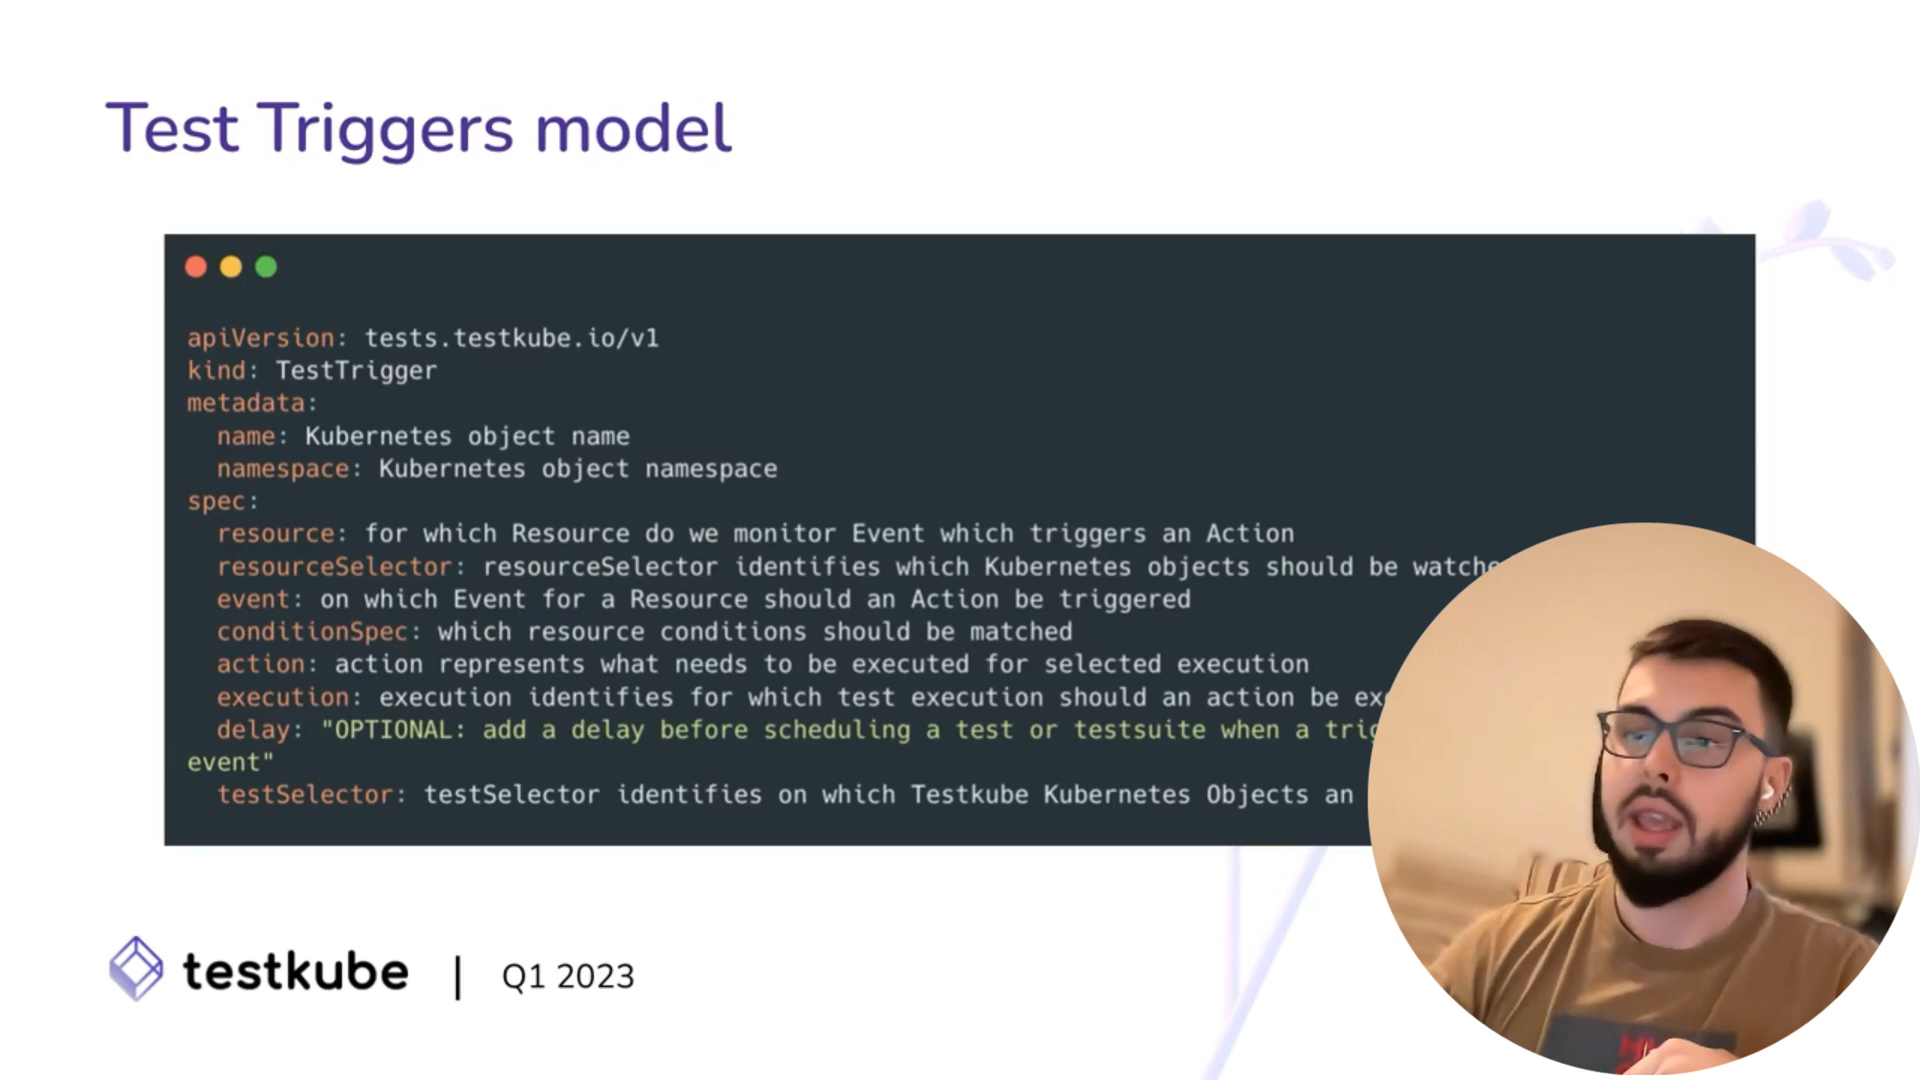 Test Triggers model
apiVersion: tests.testkube.io/v1
kind: TestTrigger
metadata:
name: Kubernetes object name
namespace: Kubernetes object namespace
spec:
resource: for which Resource do we monitor Event which triggers an Action
resourceSelector: resourceSelector identifies which Kubernetes objects should be
event: on which Event for a Resource should an Action be triggered
conditionSpec: which resource conditions should be matched
action: action represents what needs to be executed for selected execution
execution: execution identifies for which test execution should an action be
delay: "OPTIONAL: add a delay before scheduling a test or testsuite when a
event"
testSelector: testSelector identifies on which Testkube Kubernetes Objects an
testkube | Q1 2023